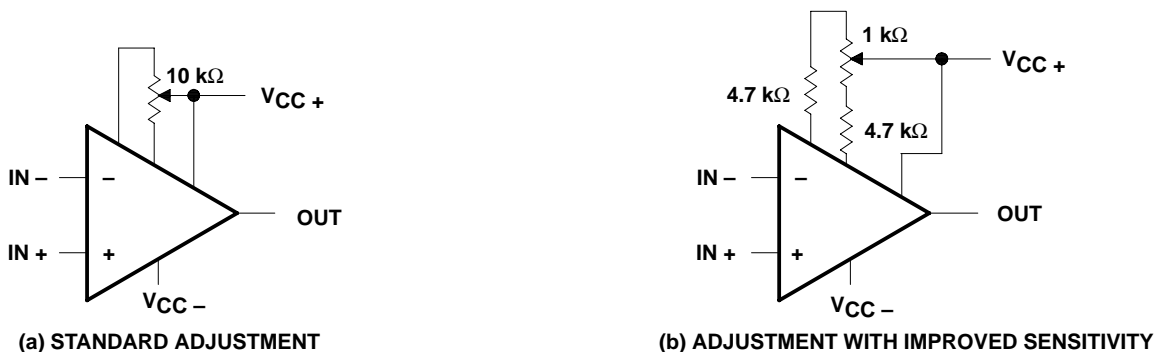 10 kΩ
VCC +
IN –
–
OUT
IN +
+
VCC –
(a) STANDARD ADJUSTMENT
1 kΩ
VCC +
4.7 kΩ
4.7 kΩ
IN –
–
OUT
IN +
+
VCC –
(b) ADJUSTMENT WITH IMPROVED SENSITIVITY